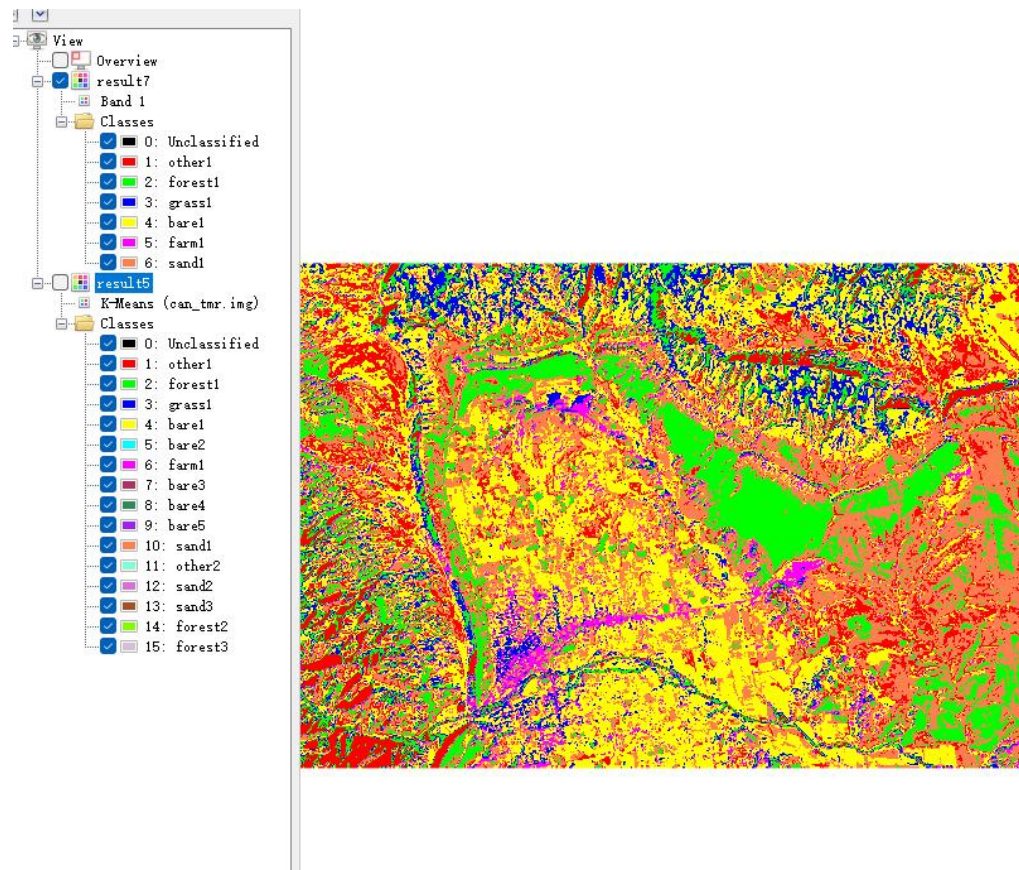 View
Overview
result7
Band 1
Classes
0: Unclassified
1: other1
2: forest1
3: grass1
4: bare1
5: farm1
6: sand1
result5
K-Means (can_tmr.img)
Classes
0: Unclassified
1: other1
2: forest1
3: grass1
4: bare1
5: bare2
6: farm1
7: bare3
8: bare4
9: bare5
10: sand1
11: other2
12: sand2
13: sand3
14: forest2
15: forest3